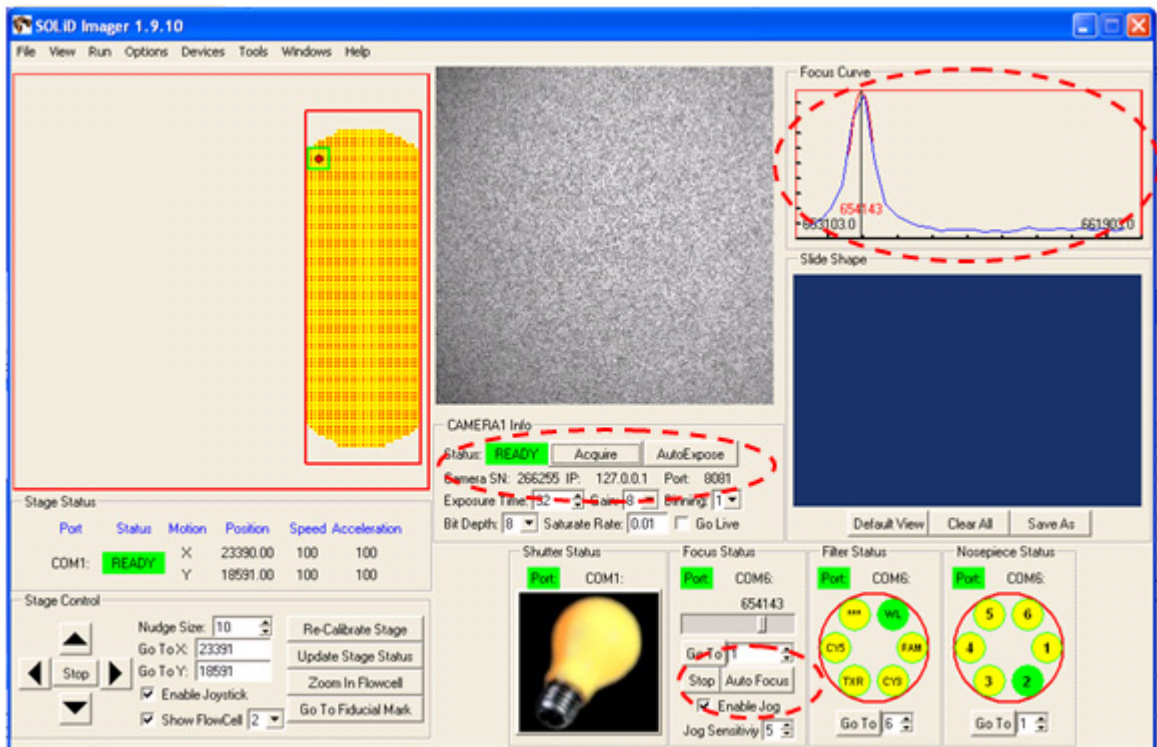 SOLiD Imager 1.9.10
File View Run Options Devices Tools Windows Help
Focus Curve
654143
653103.0 661903.0
Slide Shape
Default View Clear All Save As
CAMERA1 Info
Status: READY Acquire AutoExpose
Camera SN: 266255 IP: 127.0.0.1 Port: 8081
Exposure Time: 32 Gain: 8 Binning: 1
Bit Depth: 8 Saturate Rate: 0.01 Go Live
Stage Status
Port Status Motion Position Speed Acceleration
COM1: READY X 23390.00 100 100
Y 18591.00 100 100
Stage Control
Nudge Size: 10
Go To X: 23391
Go To Y: 18591
Stop
Enable Joystick
Show FlowCell 2
Re-Calibrate Stage
Update Stage Status
Zoom In Flowcell
Go To Fiducial Mark
Shutter Status
Port: COM1:
Focus Status
Port: COM6:
654143
Go To 1
Stop Auto Focus
Enable Jog
Jog Sensitiviy 5
Filter Status
Port: COM6:
WL
CY5 FAM
TXR CY3
Go To 6
Nosepiece Status
Port: COM6:
5 6
4 1
3 2
Go To 1